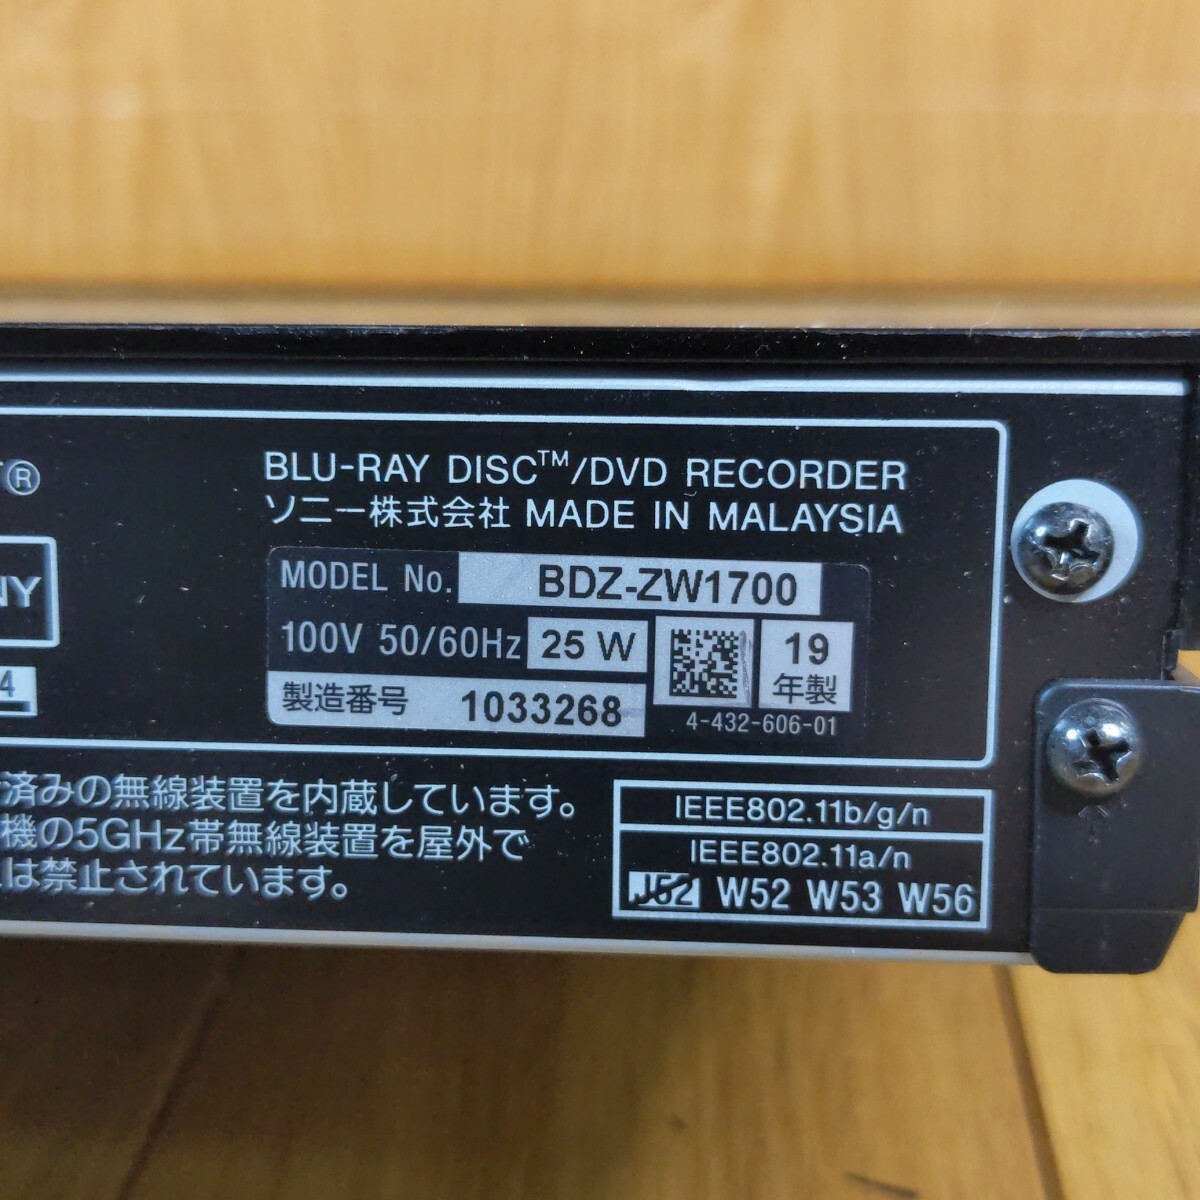 ®
BLU-RAY DISC™/DVD RECORDER
ソニー株式会社 MADE IN MALAYSIA
NY
4
MODEL No. BDZ-ZW1700
100V 50/60Hz 25 W
19
年製
製造番号 1033268
4-432-606-01
済みの無線装置を内蔵しています。
機の5GHz帯無線装置を屋外で
は禁止されています。
IEEE802.11b/g/n
IEEE802.11a/n
J52 W52 W53 W56